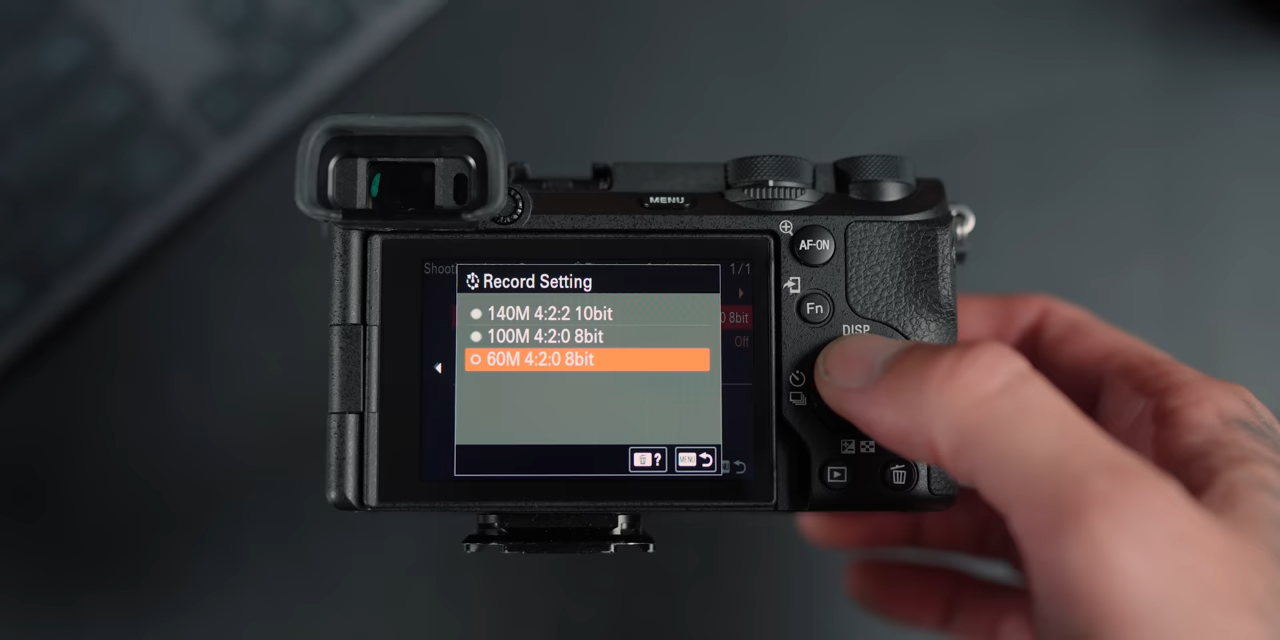 MENU
AF-ON
Fn
DISP
1/1
Record Setting
140M 4:2:2 10bit
100M 4:2:0 8bit
60M 4:2:0 8bit
0 8bit
Off
?
MENU